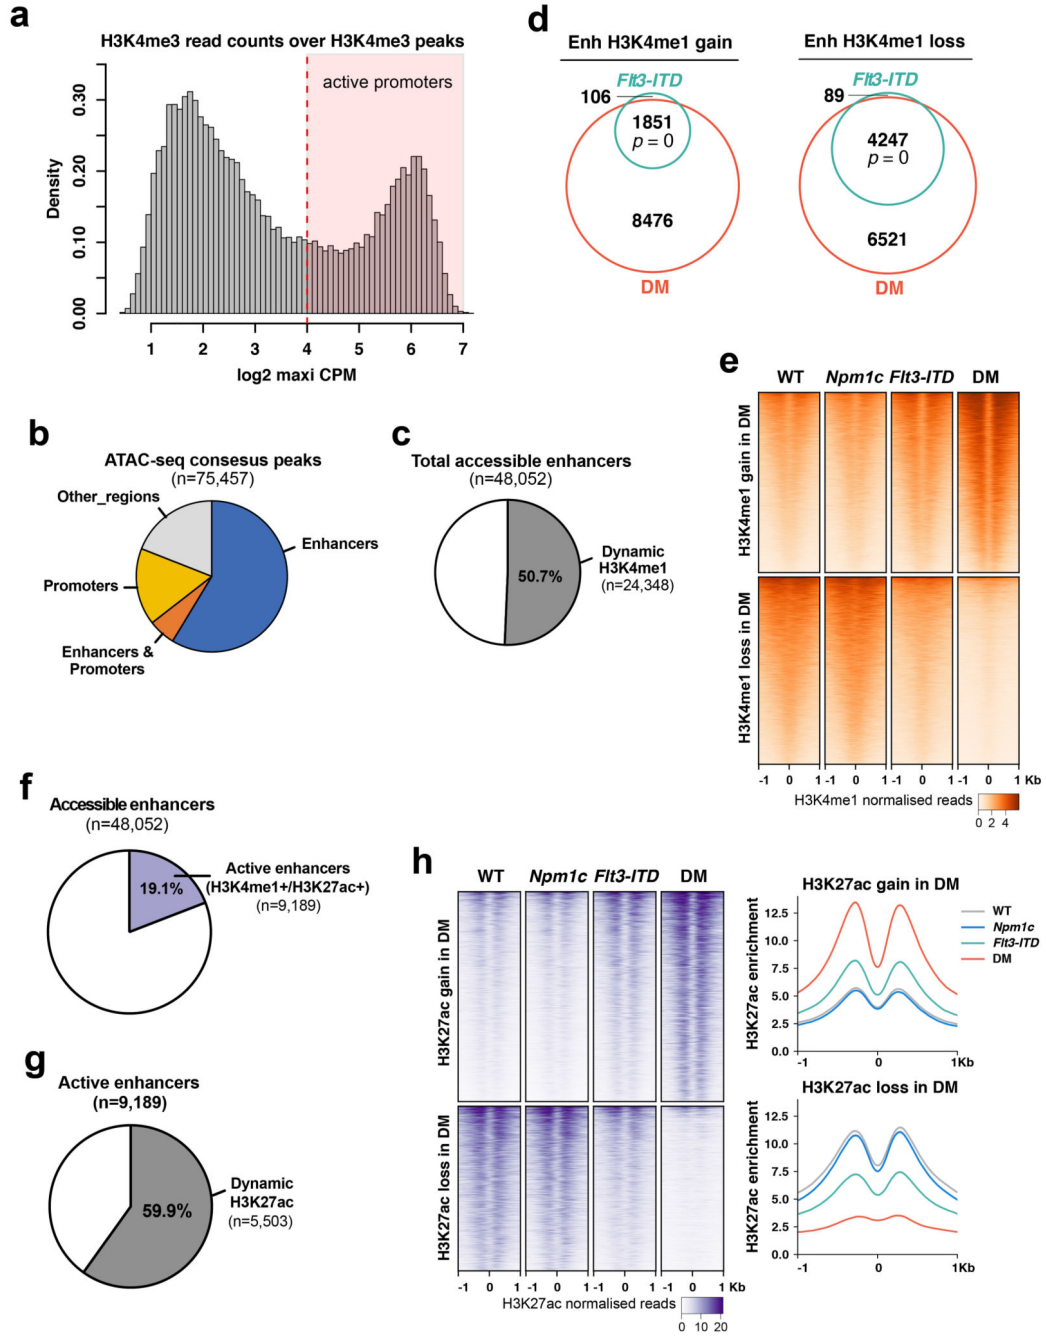 a
H3K4me3 read counts over H3K4me3 peaks
active promoters
Density
0.00
0.10
0.20
0.30
1 2 3 4 5 6 7
log2 maxi CPM
d
Enh H3K4me1 gain
Flt3-ITD
106
1851
p = 0
8476
DM
Enh H3K4me1 loss
Flt3-ITD
89
4247
p = 0
6521
DM
b
ATAC-seq consesus peaks
(n=75,457)
Other_regions
Enhancers
Promoters
Enhancers &
Promoters
c
Total accessible enhancers
(n=48,052)
50.7%
Dynamic
H3K4me1
(n=24,348)
e
WT Npm1c Flt3-ITD DM
H3K4me1 gain in DM
H3K4me1 loss in DM
-1 0 1 -1 0 1 -1 0 1 -1 0 1 Kb
H3K4me1 normalised reads
0 2 4
f
Accessible enhancers
(n=48,052)
19.1%
Active enhancers
(H3K4me1+/H3K27ac+)
(n=9,189)
g
Active enhancers
(n=9,189)
59.9%
Dynamic
H3K27ac
(n=5,503)
h
WT Npm1c Flt3-ITD DM
H3K27ac gain in DM
H3K27ac loss in DM
-1 0 1 -1 0 1 -1 0 1 -1 0 1 Kb
H3K27ac normalised reads
0 10 20
H3K27ac gain in DM
H3K27ac enrichment
12.5
10.0
7.5
5.0
2.5
0.0
-1 0 1Kb
WT
Npm1c
Flt3-ITD
DM
H3K27ac loss in DM
H3K27ac enrichment
12.5
10.0
7.5
5.0
2.5
0.0
-1 0 1Kb